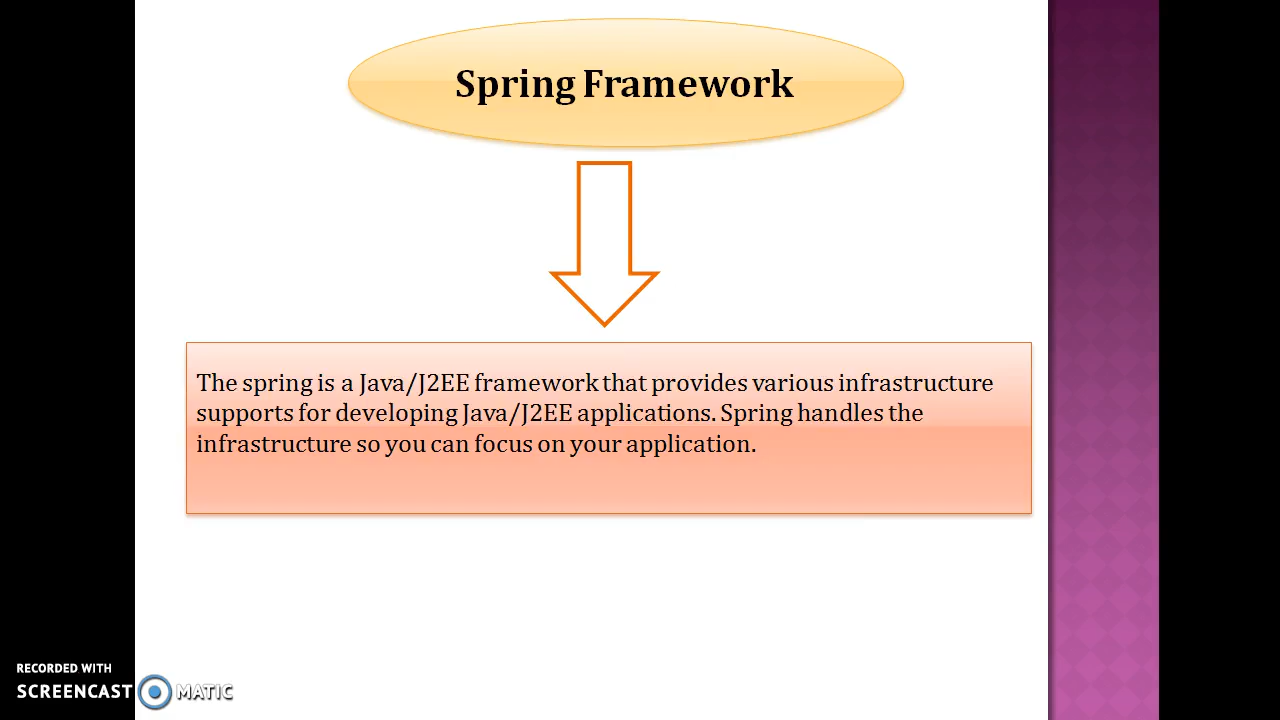 Spring Framework
The spring is a Java/J2EE framework that provides various infrastructure
supports for developing Java/J2EE applications. Spring handles the
infrastructure so you can focus on your application.
RECORDED WITH
SCREENCAST MATIC